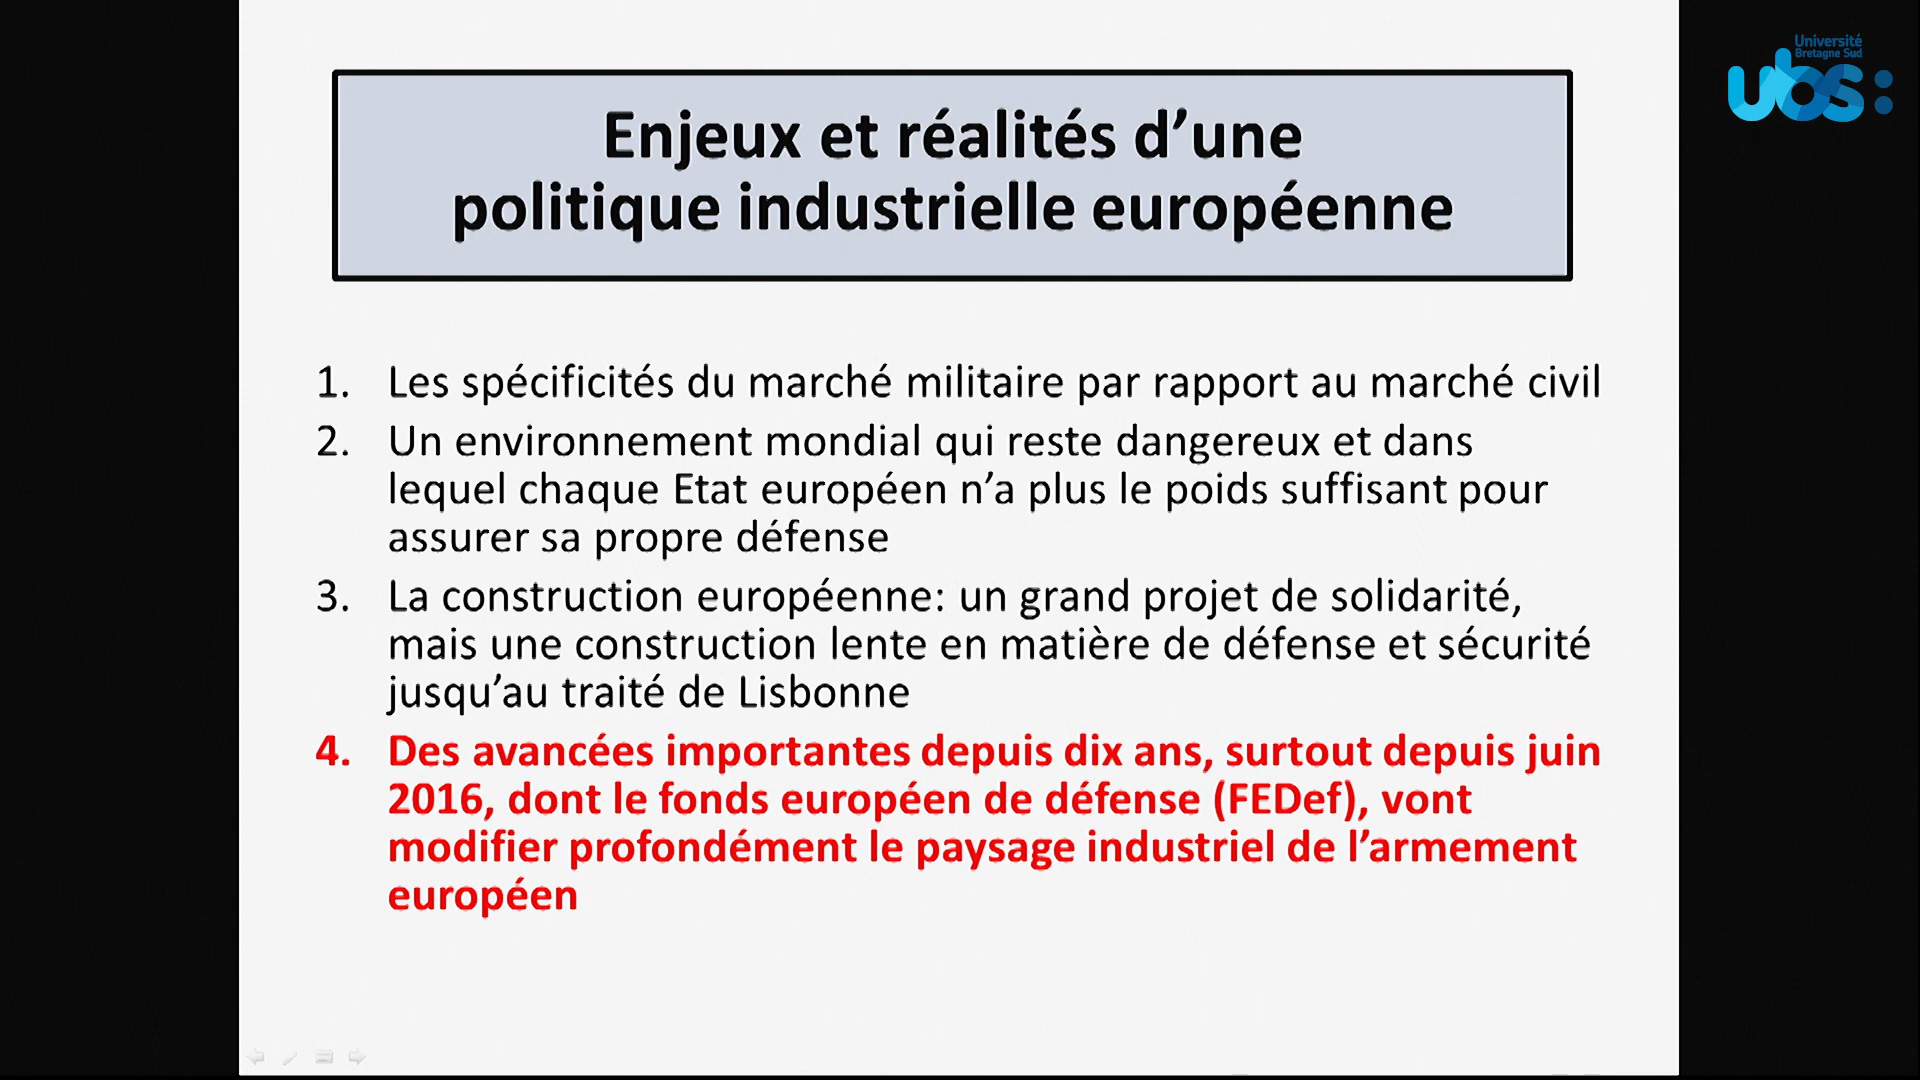 Université
Bretagne Sud
ubs:
Enjeux et réalités d’une
politique industrielle européenne
1. Les spécificités du marché militaire par rapport au marché civil
2. Un environnement mondial qui reste dangereux et dans
lequel chaque Etat européen n’a plus le poids suffisant pour
assurer sa propre défense
3. La construction européenne: un grand projet de solidarité,
mais une construction lente en matière de défense et sécurité
jusqu’au traité de Lisbonne
4. Des avancées importantes depuis dix ans, surtout depuis juin
2016, dont le fonds européen de défense (FEDef), vont
modifier profondément le paysage industriel de l’armement
européen